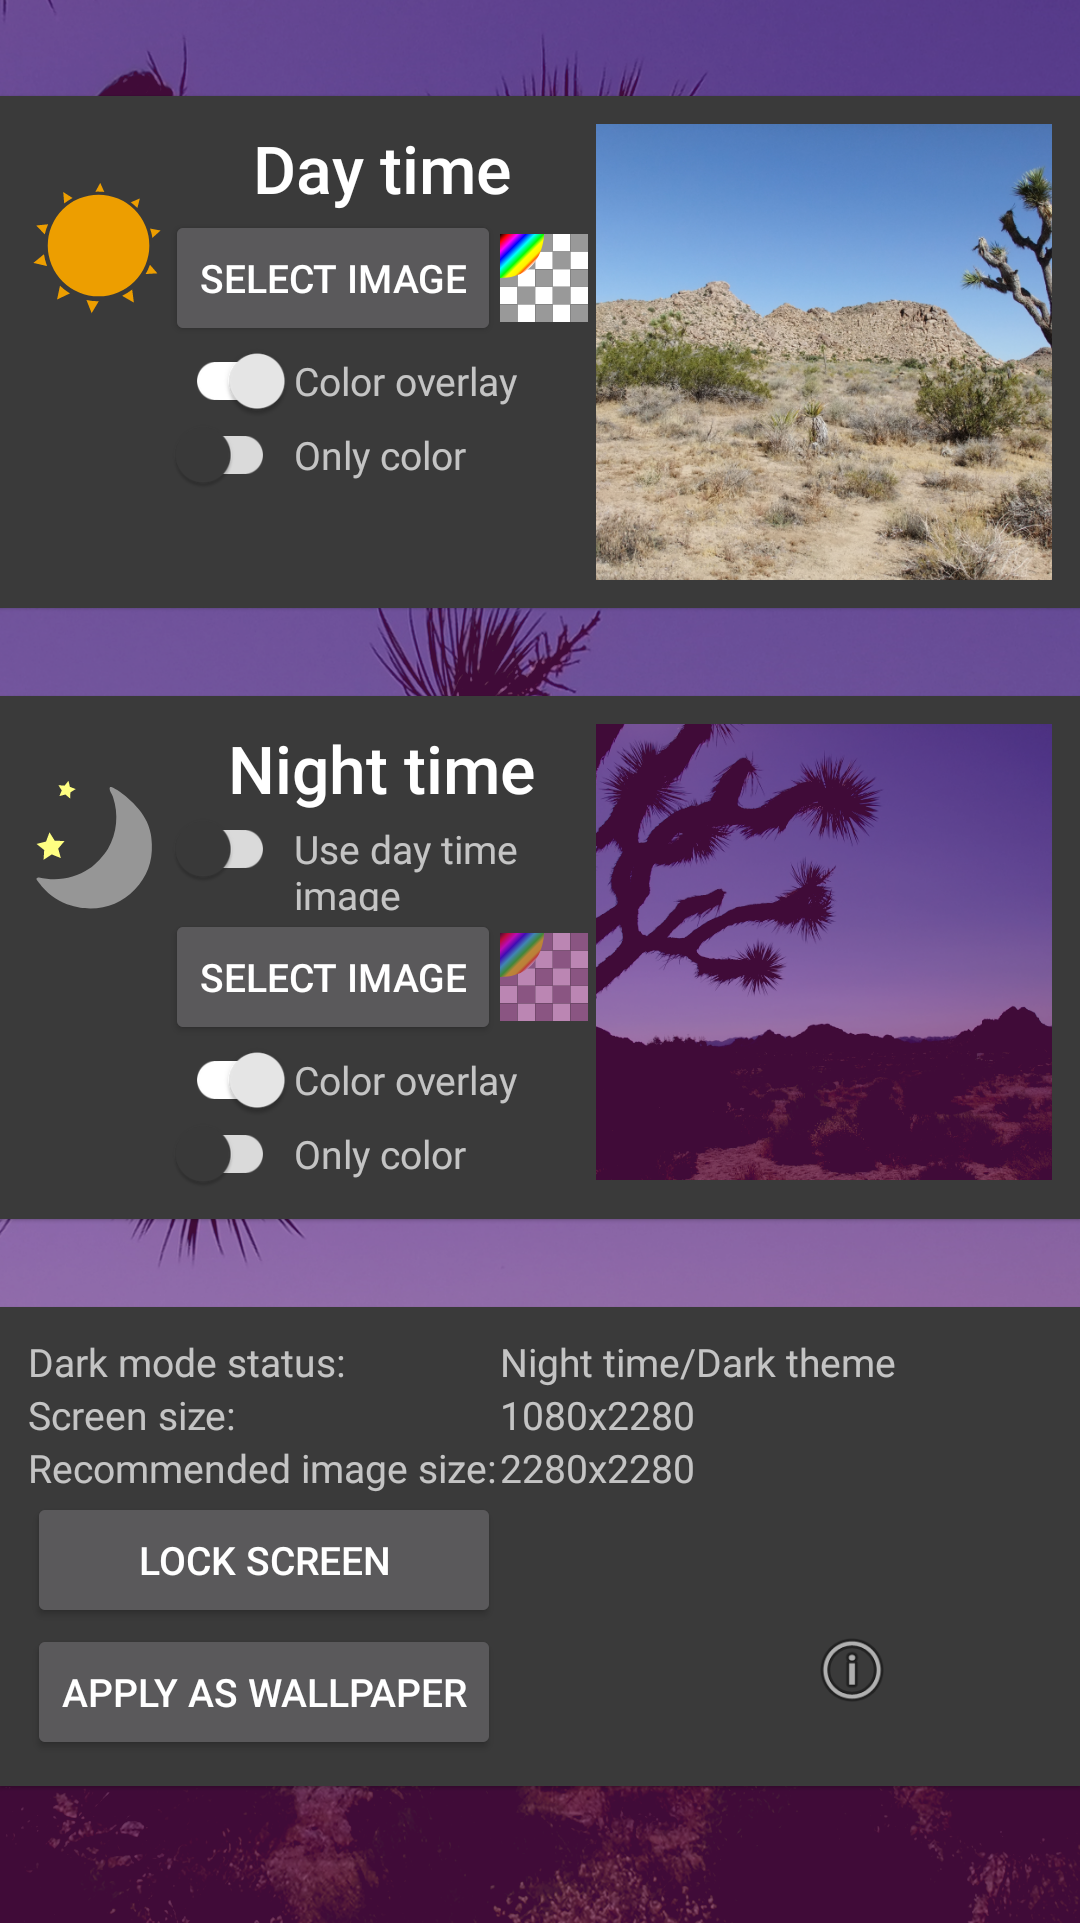 Day time
SELECT IMAGE
Color overlay
Only color
Night time
Use day time
image
SELECT IMAGE
Color overlay
Only color
Dark mode status: Night time/Dark theme
Screen size: 1080x2280
Recommended image size: 2280x2280
LOCK SCREEN
APPLY AS WALLPAPER